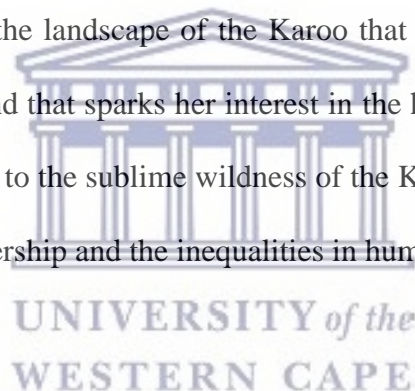 the landscape of the Karoo that
nd that sparks her interest in the
to the sublime wildness of the K
ership and the inequalities in hum
UNIVERSITY of the
WESTERN CAPE